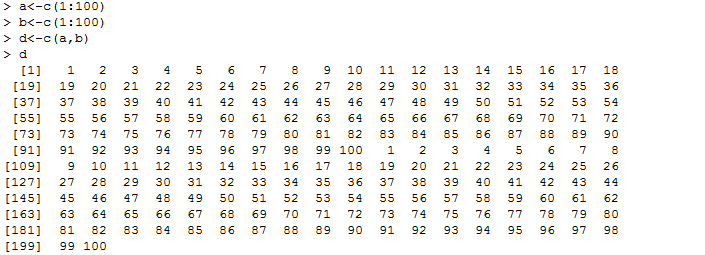 > a<-c(1:100)
> b<-c(1:100)
> d<-c(a,b)
> d
  [1]   1   2   3   4   5   6   7   8   9  10  11  12  13  14  15  16  17  18
 [19]  19  20  21  22  23  24  25  26  27  28  29  30  31  32  33  34  35  36
 [37]  37  38  39  40  41  42  43  44  45  46  47  48  49  50  51  52  53  54
 [55]  55  56  57  58  59  60  61  62  63  64  65  66  67  68  69  70  71  72
 [73]  73  74  75  76  77  78  79  80  81  82  83  84  85  86  87  88  89  90
 [91]  91  92  93  94  95  96  97  98  99 100   1   2   3   4   5   6   7   8
[109]   9  10  11  12  13  14  15  16  17  18  19  20  21  22  23  24  25  26
[127]  27  28  29  30  31  32  33  34  35  36  37  38  39  40  41  42  43  44
[145]  45  46  47  48  49  50  51  52  53  54  55  56  57  58  59  60  61  62
[163]  63  64  65  66  67  68  69  70  71  72  73  74  75  76  77  78  79  80
[181]  81  82  83  84  85  86  87  88  89  90  91  92  93  94  95  96  97  98
[199]  99 100